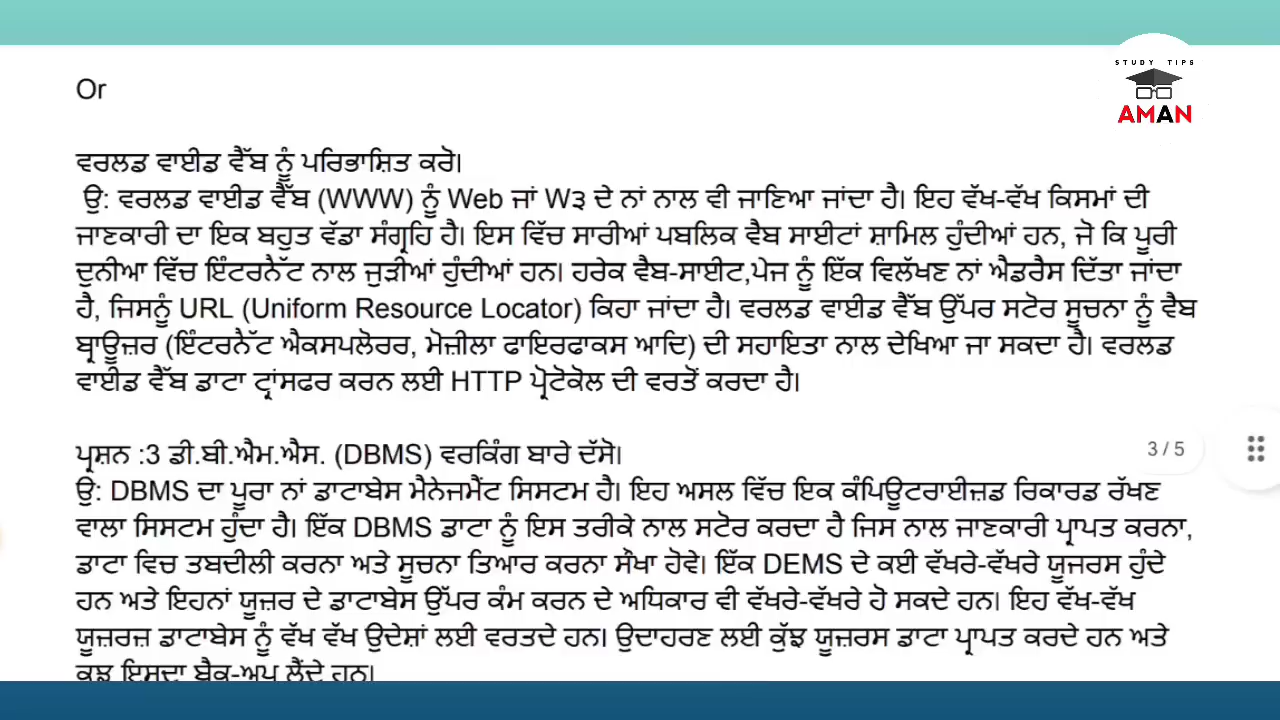 STUDY TIPS
AMAN
Or
ਵਰਲਡ ਵਾਈਡ ਵੈੱਬ ਨੂੰ ਪਰਿਭਾਸ਼ਿਤ ਕਰੋ।
ਉ: ਵਰਲਡ ਵਾਈਡ ਵੈੱਬ (WWW) ਨੂੰ Web ਜਾਂ W੩ ਦੇ ਨਾਂ ਨਾਲ ਵੀ ਜਾਣਿਆ ਜਾਂਦਾ ਹੈ। ਇਹ ਵੱਖ-ਵੱਖ ਕਿਸਮਾਂ ਦੀ
ਜਾਣਕਾਰੀ ਦਾ ਇਕ ਬਹੁਤ ਵੱਡਾ ਸੰਗ੍ਰਹਿ ਹੈ। ਇਸ ਵਿੱਚ ਸਾਰੀਆਂ ਪਬਲਿਕ ਵੈਬ ਸਾਈਟਾਂ ਸ਼ਾਮਿਲ ਹੁੰਦੀਆਂ ਹਨ, ਜੋ ਕਿ ਪੂਰੀ
ਦੁਨੀਆ ਵਿੱਚ ਇੰਟਰਨੈੱਟ ਨਾਲ ਜੁੜੀਆਂ ਹੁੰਦੀਆਂ ਹਨ। ਹਰੇਕ ਵੈਬ-ਸਾਈਟ,ਪੇਜ ਨੂੰ ਇੱਕ ਵਿਲੱਖਣ ਨਾਂ ਐਡਰੈਸ ਦਿੱਤਾ ਜਾਂਦਾ
ਹੈ, ਜਿਸਨੂੰ URL (Uniform Resource Locator) ਕਿਹਾ ਜਾਂਦਾ ਹੈ। ਵਰਲਡ ਵਾਈਡ ਵੈੱਬ ਉੱਪਰ ਸਟੋਰ ਸੂਚਨਾ ਨੂੰ ਵੈਬ
ਬ੍ਰਾਊਜ਼ਰ (ਇੰਟਰਨੈੱਟ ਐਕਸਪਲੋਰਰ, ਮੋਜ਼ੀਲਾ ਫਾਇਰਫਾਕਸ ਆਦਿ) ਦੀ ਸਹਾਇਤਾ ਨਾਲ ਦੇਖਿਆ ਜਾ ਸਕਦਾ ਹੈ। ਵਰਲਡ
ਵਾਈਡ ਵੈੱਬ ਡਾਟਾ ਟ੍ਰਾਂਸਫਰ ਕਰਨ ਲਈ HTTP ਪ੍ਰੋਟੋਕੋਲ ਦੀ ਵਰਤੋਂ ਕਰਦਾ ਹੈ।
ਪ੍ਰਸ਼ਨ :3 ਡੀ.ਬੀ.ਐਮ.ਐਸ. (DBMS) ਵਰਕਿੰਗ ਬਾਰੇ ਦੱਸੋ।
3 / 5
ਉ: DBMS ਦਾ ਪੂਰਾ ਨਾਂ ਡਾਟਾਬੇਸ ਮੈਨੇਜਮੈਂਟ ਸਿਸਟਮ ਹੈ। ਇਹ ਅਸਲ ਵਿੱਚ ਇਕ ਕੰਪਿਊਟਰਾਈਜ਼ਡ ਰਿਕਾਰਡ ਰੱਖਣ
ਵਾਲਾ ਸਿਸਟਮ ਹੁੰਦਾ ਹੈ। ਇੱਕ DBMS ਡਾਟਾ ਨੂੰ ਇਸ ਤਰੀਕੇ ਨਾਲ ਸਟੋਰ ਕਰਦਾ ਹੈ ਜਿਸ ਨਾਲ ਜਾਣਕਾਰੀ ਪ੍ਰਾਪਤ ਕਰਨਾ,
ਡਾਟਾ ਵਿਚ ਤਬਦੀਲੀ ਕਰਨਾ ਅਤੇ ਸੂਚਨਾ ਤਿਆਰ ਕਰਨਾ ਸੌਖਾ ਹੋਵੇ। ਇੱਕ DEMS ਦੇ ਕਈ ਵੱਖਰੇ-ਵੱਖਰੇ ਯੂਜਰਸ ਹੁੰਦੇ
ਹਨ ਅਤੇ ਇਹਨਾਂ ਯੂਜ਼ਰ ਦੇ ਡਾਟਾਬੇਸ ਉੱਪਰ ਕੰਮ ਕਰਨ ਦੇ ਅਧਿਕਾਰ ਵੀ ਵੱਖਰੇ-ਵੱਖਰੇ ਹੋ ਸਕਦੇ ਹਨ। ਇਹ ਵੱਖ-ਵੱਖ
ਯੂਜ਼ਰਜ਼ ਡਾਟਾਬੇਸ ਨੂੰ ਵੱਖ ਵੱਖ ਉਦੇਸ਼ਾਂ ਲਈ ਵਰਤਦੇ ਹਨ। ਉਦਾਹਰਣ ਲਈ ਕੁੱਝ ਯੂਜ਼ਰਸ ਡਾਟਾ ਪ੍ਰਾਪਤ ਕਰਦੇ ਹਨ ਅਤੇ
ਕੁਝ ਇਸਦਾ ਬੈਕ-ਅਪ ਲੈਂਦੇ ਹਨ।